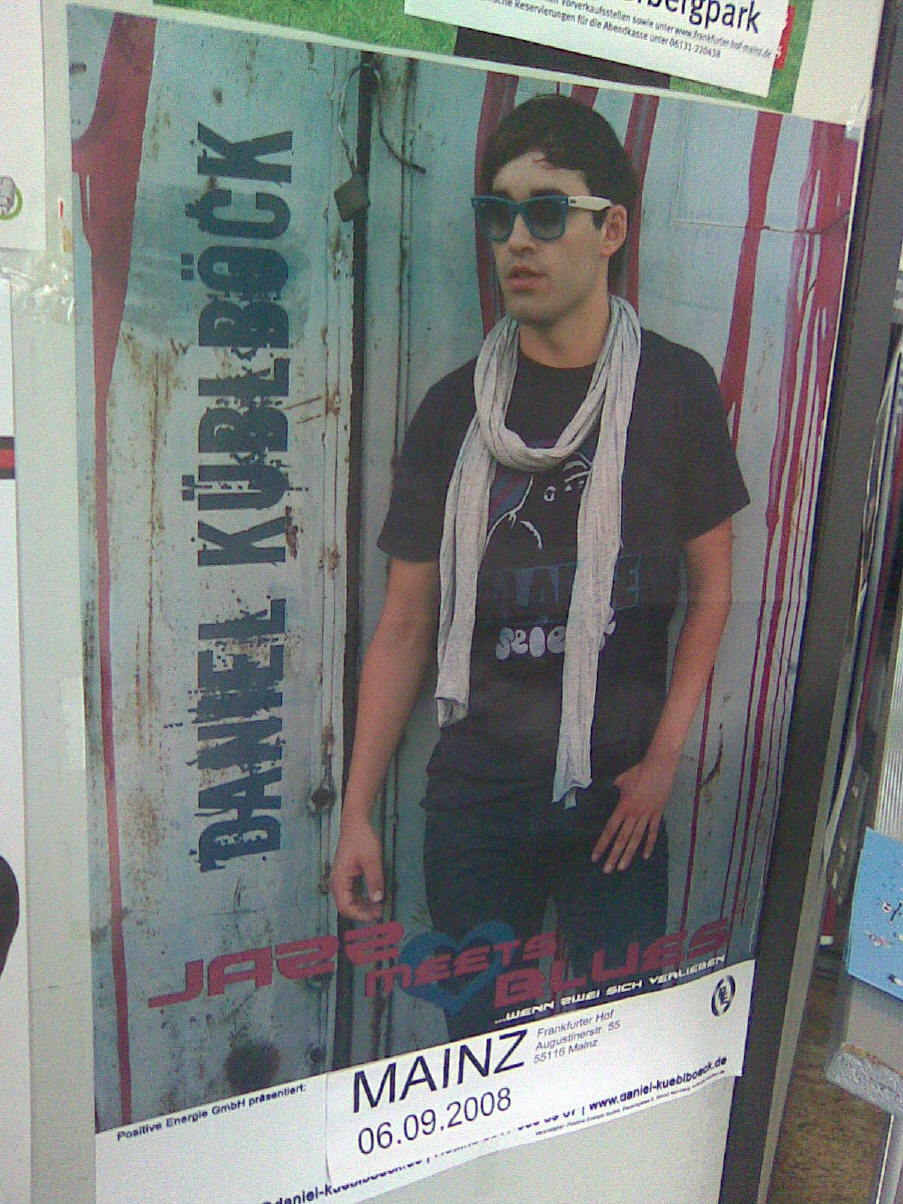 bergpark
Vorverkaufsstellen sowie unter www.frankfurter-hof-mainz.de
Reservierungen für die Abendkasse unter 06131-220438
DANIEL KÜBLBÖCK
JAZZ MEETS BLUES
...WENN ZWEI SICH VERLIEBEN
Positive Energie GmbH präsentiert:
MAINZ
06.09.2008
Frankfurter Hof
Augustinerstr. 55
55116 Mainz
| www.daniel-kueblboeck.de